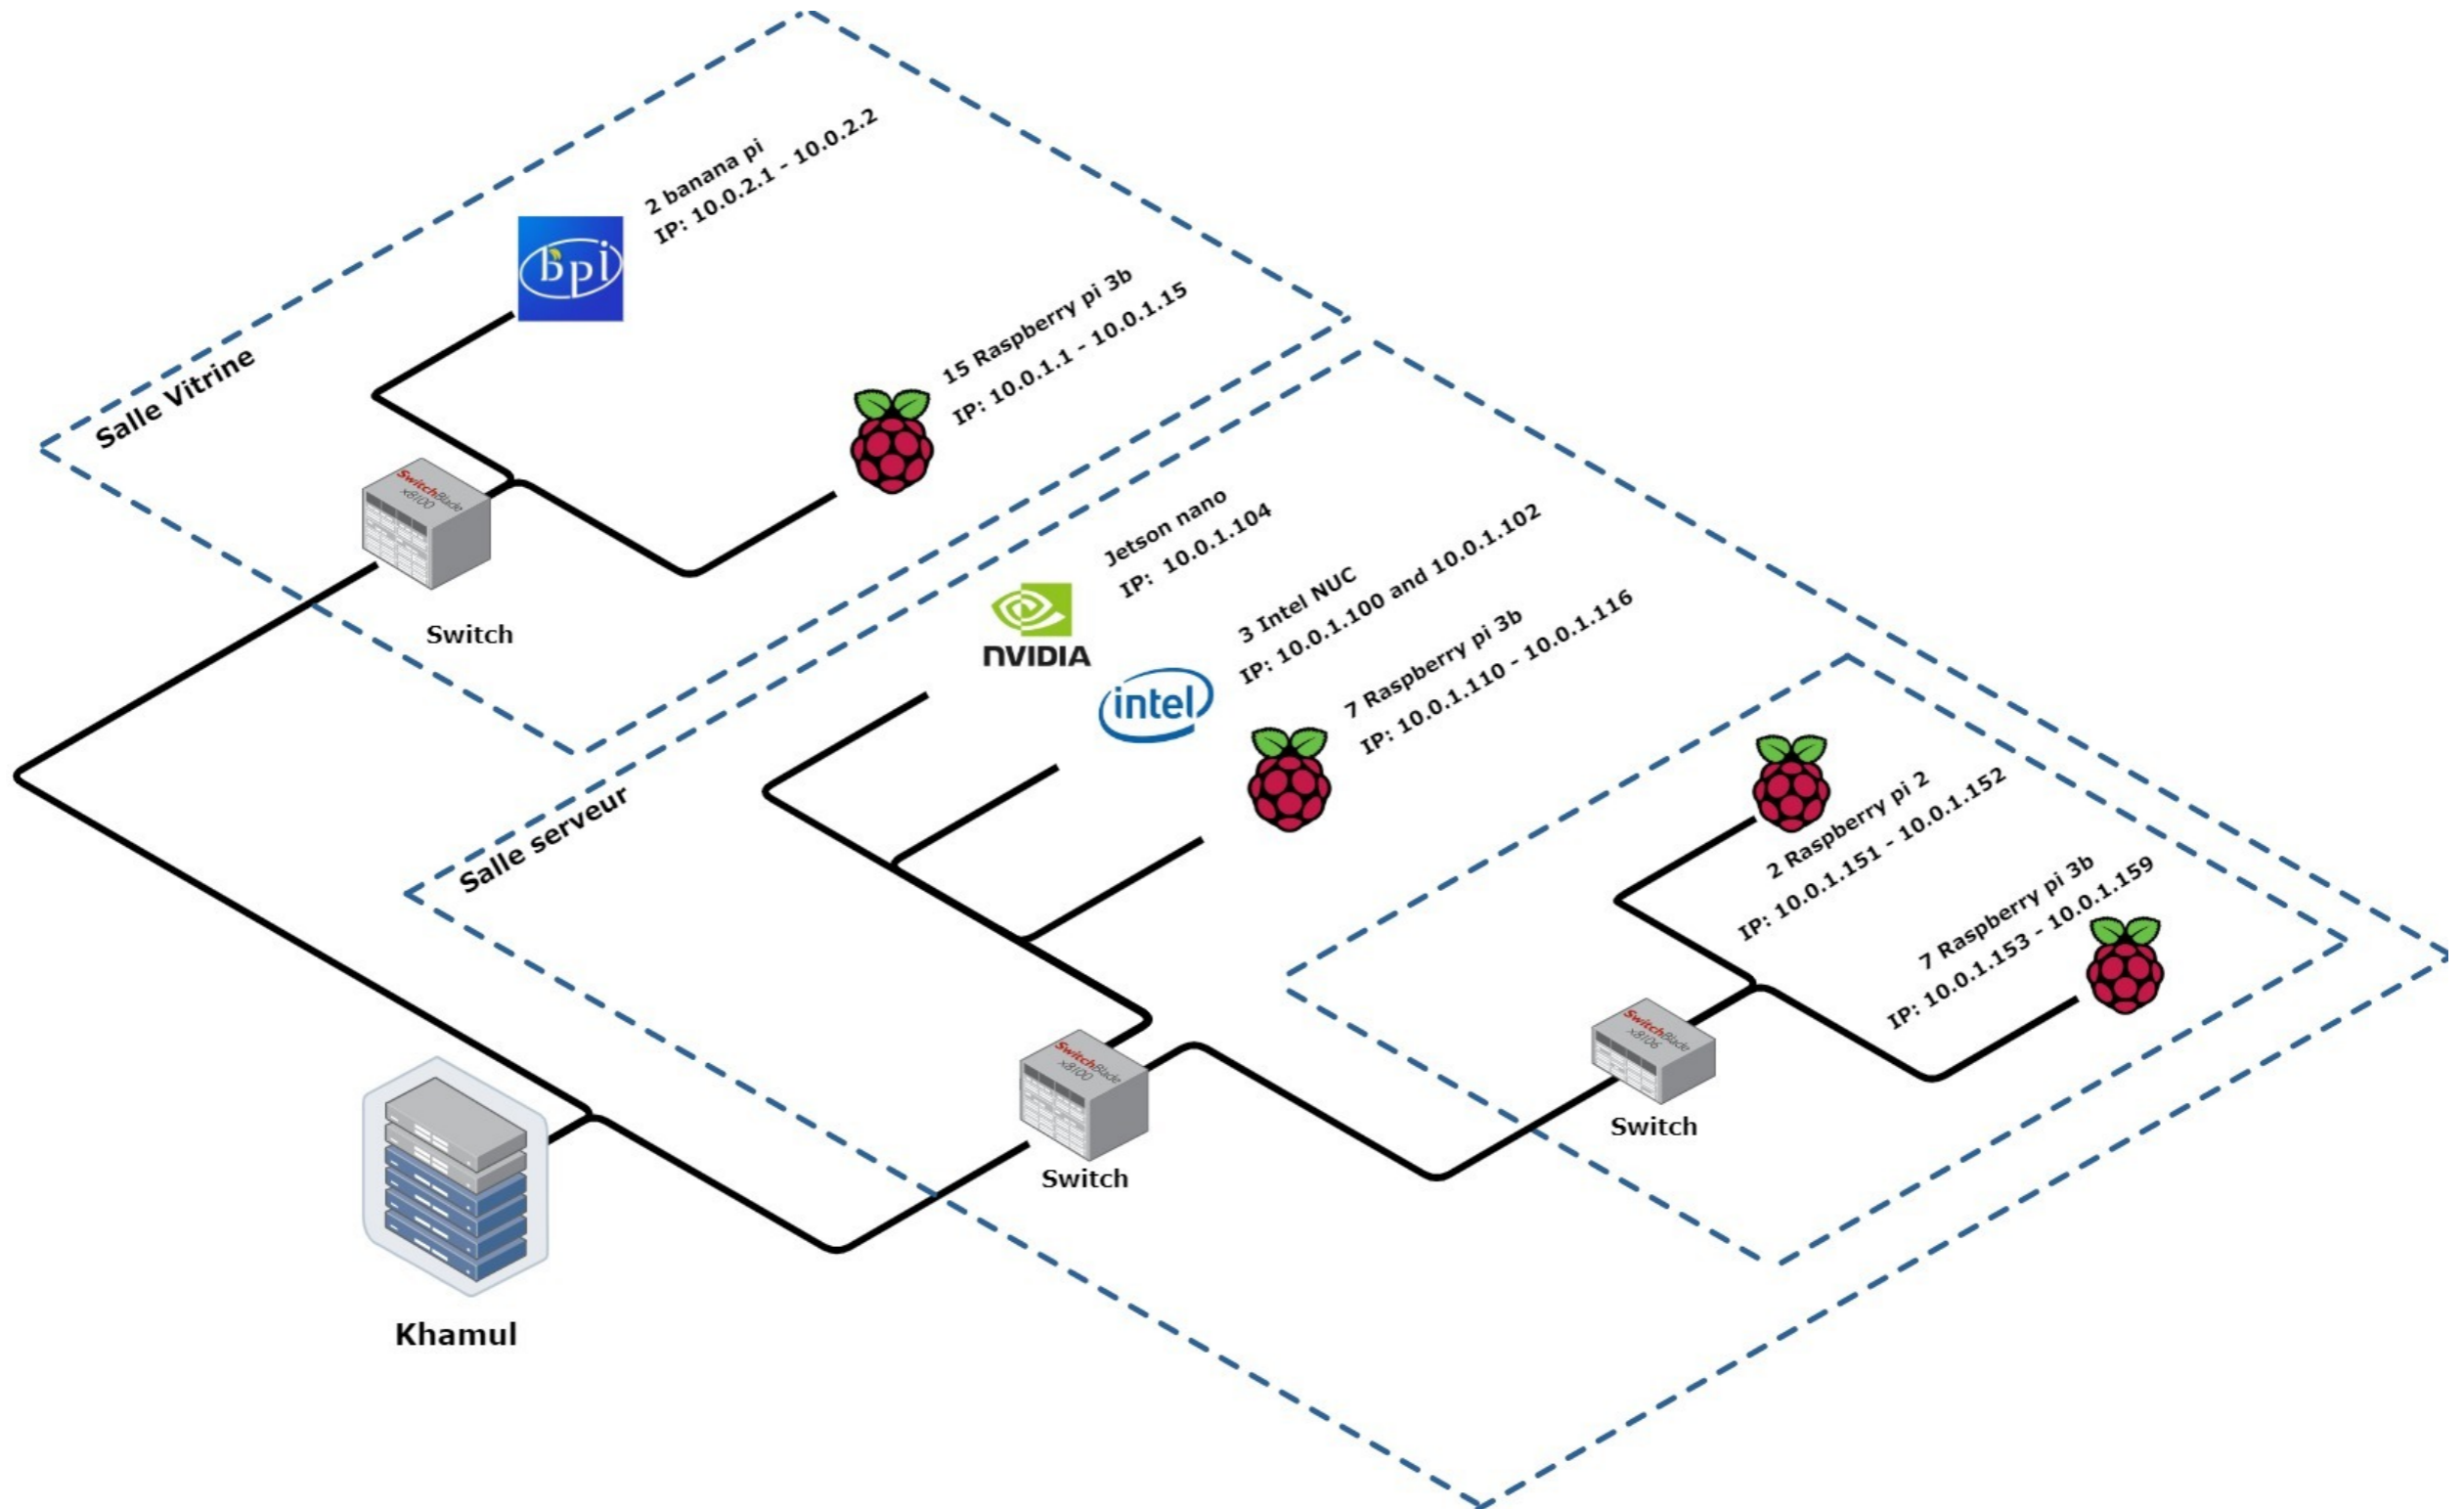 2 banana pi
IP: 10.0.2.1 - 10.0.2.2
bpi
15 Raspberry pi 3b
IP: 10.0.1.1 - 10.0.1.15
Salle Vitrine
SwitchBlade
x8100
Switch
Jetson nano
IP: 10.0.1.104
NVIDIA
3 Intel NUC
IP: 10.0.1.100 and 10.0.1.102
intel
7 Raspberry pi 3b
IP: 10.0.1.110 - 10.0.1.116
Salle serveur
2 Raspberry pi 2
IP: 10.0.1.151 - 10.0.1.152
7 Raspberry pi 3b
IP: 10.0.1.153 - 10.0.1.159
SwitchBlade
x8106
Switch
SwitchBlade
x8100
Switch
Khamul